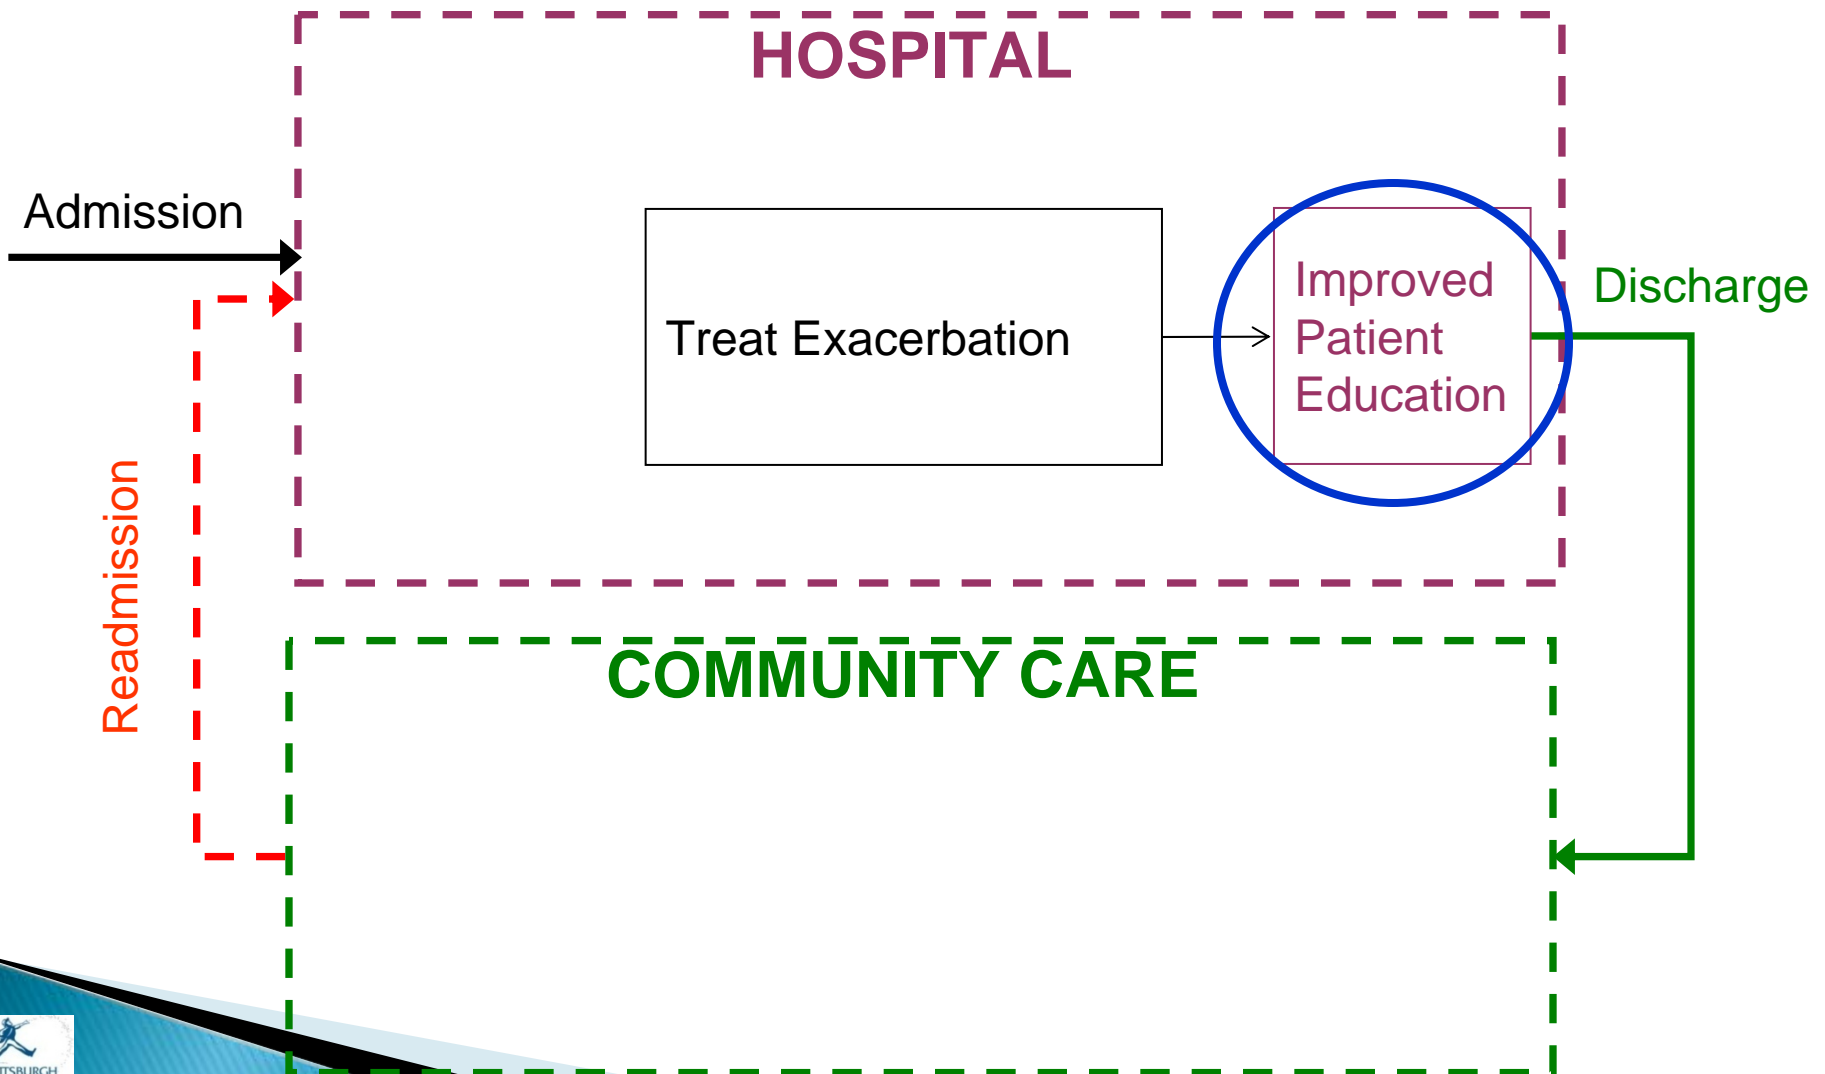 HOSPITAL
Admission
Treat Exacerbation
Improved
Patient
Education
Discharge
Readmission
COMMUNITY CARE